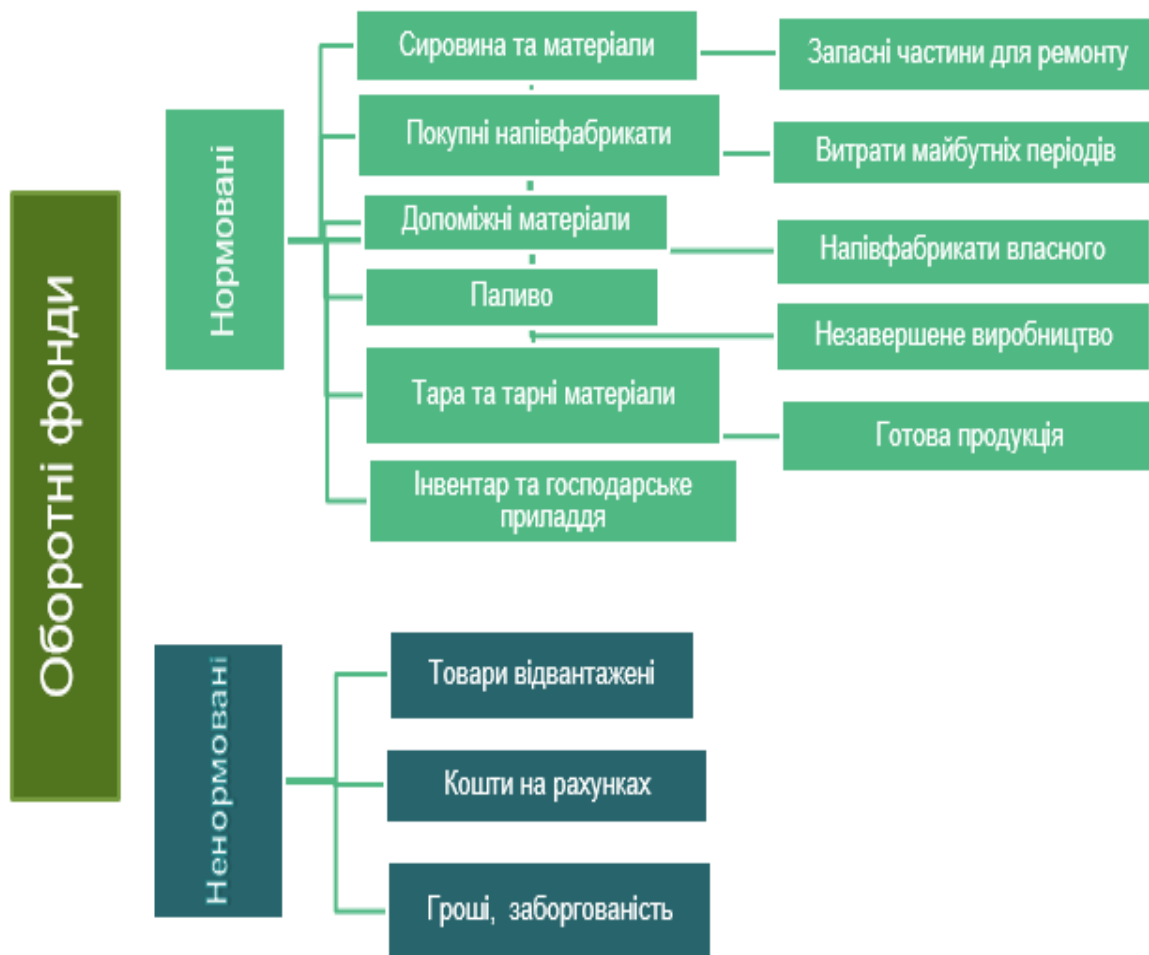 Оборотні фонди
Нормовані
Сировина та матеріали
Покупні напівфабрикати
Допоміжні матеріали
Паливо
Тара та тарні матеріали
Інвентар та господарське
приладдя
Запасні частини для ремонту
Витрати майбутніх періодів
Напівфабрикати власного
Незавершене виробництво
Готова продукція
Ненормовані
Товари відвантажені
Кошти на рахунках
Гроші, заборгованість